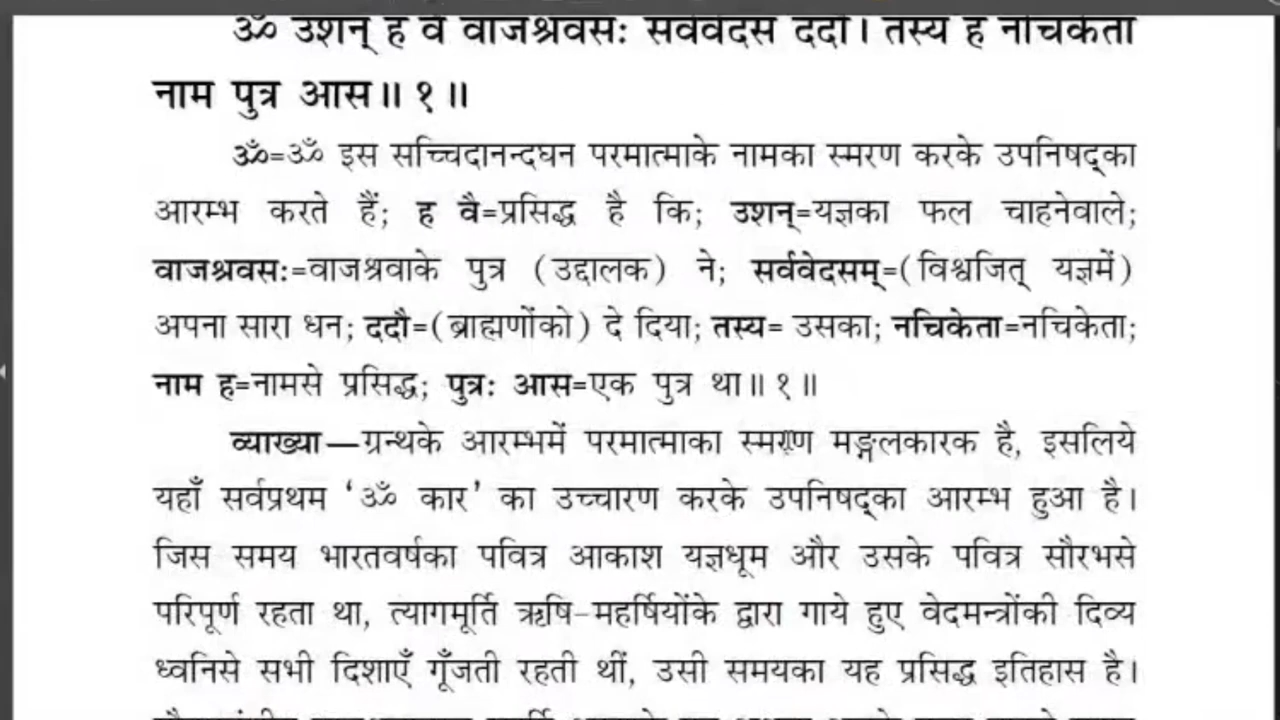 ॐ उशन् ह वै वाजश्रवसः सर्ववेदसं ददौ। तस्य ह नचिकेता
नाम पुत्र आस॥ १॥
ॐ=ॐ इस सच्चिदानन्दघन परमात्माके नामका स्मरण करके उपनिषद्का
आरम्भ करते हैं; ह वै=प्रसिद्ध है कि; उशन्=यज्ञका फल चाहनेवाले;
वाजश्रवसः=वाजश्रवाके पुत्र (उद्दालक) ने; सर्ववेदसम्=(विश्वजित् यज्ञमें)
अपना सारा धन; ददौ=(ब्राह्मणोंको) दे दिया; तस्य= उसका; नचिकेता=नचिकेता;
नाम ह=नामसे प्रसिद्ध; पुत्रः आस=एक पुत्र था॥ १॥
व्याख्या—ग्रन्थके आरम्भमें परमात्माका स्मरण मङ्गलकारक है, इसलिये
यहाँ सर्वप्रथम ‘ॐ कार’ का उच्चारण करके उपनिषद्का आरम्भ हुआ है।
जिस समय भारतवर्षका पवित्र आकाश यज्ञधूम और उसके पवित्र सौरभसे
परिपूर्ण रहता था, त्यागमूर्ति ऋषि-महर्षियोंके द्वारा गाये हुए वेदमन्त्रोंकी दिव्य
ध्वनिसे सभी दिशाएँ गूँजती रहती थीं, उसी समयका यह प्रसिद्ध इतिहास है।